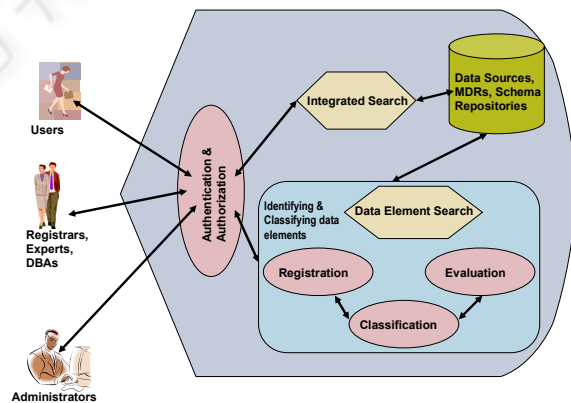 Users
Registrars,
Experts,
DBAs
Administrators
Authentication &
Authorization
Integrated Search
Data Sources,
MDRs, Schema
Repositories
Identifying &
Classifying data
elements
Data Element Search
Registration
Evaluation
Classification